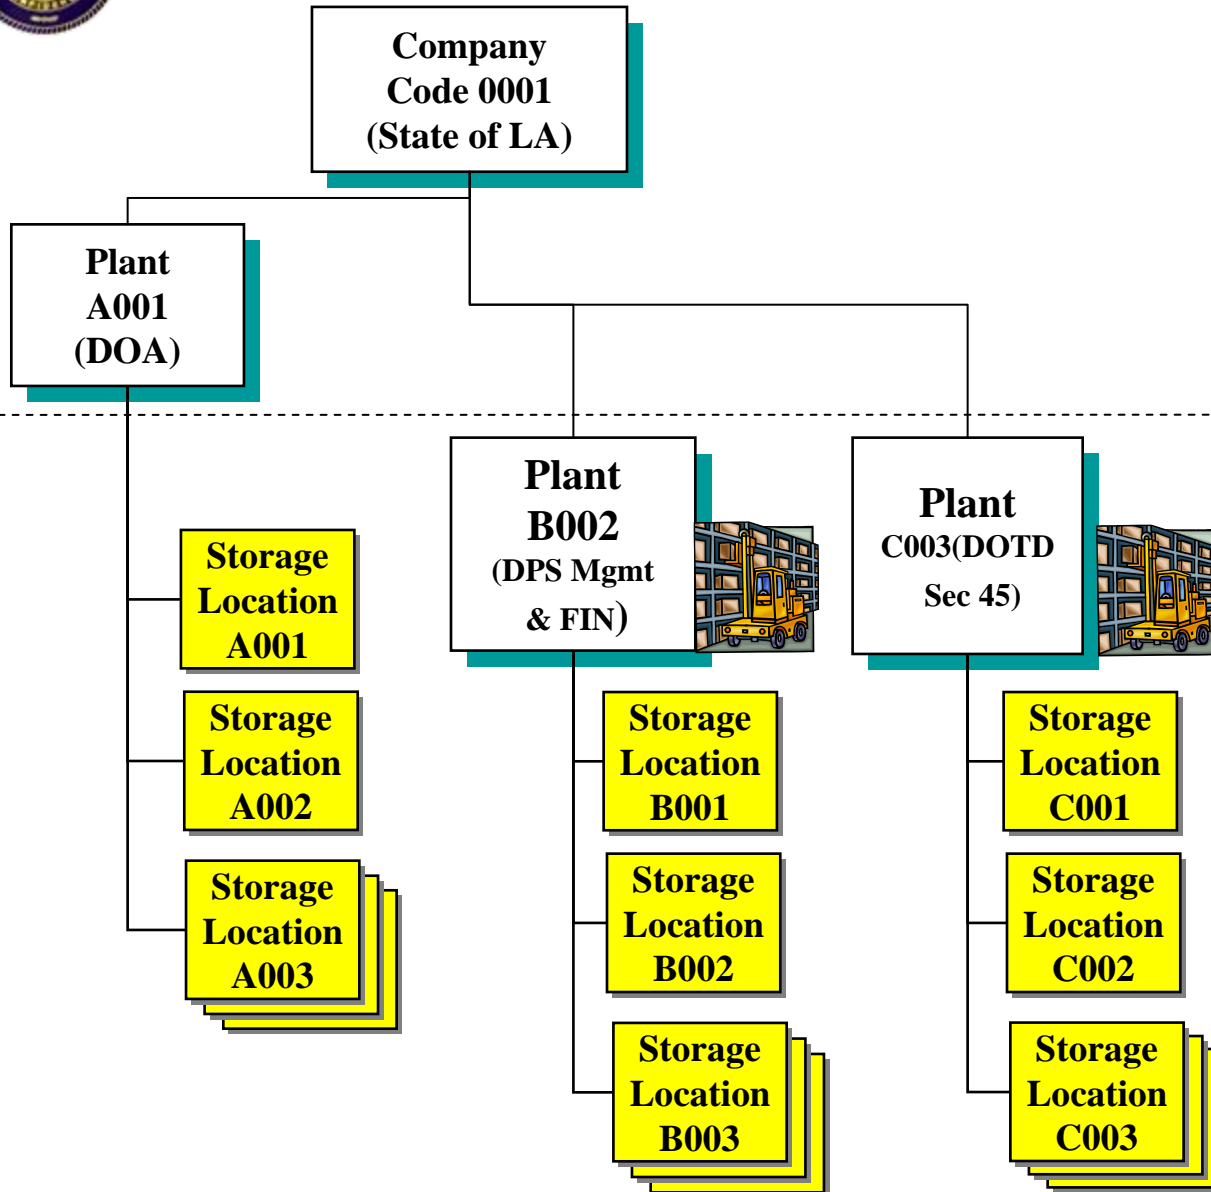 Company
Code 0001
(State of LA)
Plant
A001
(DOA)
Plant
B002
(DPS Mgmt
& FIN)
Plant
C003(DOTD
Sec 45)
Storage
Location
A001
Storage
Location
A002
Storage
Location
A003
Storage
Location
B001
Storage
Location
B002
Storage
Location
B003
Storage
Location
C001
Storage
Location
C002
Storage
Location
C003